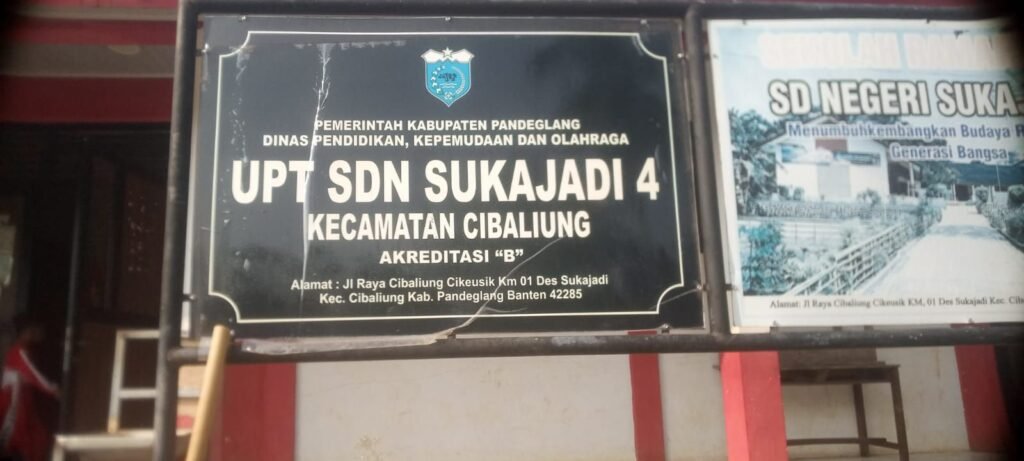 PEMERINTAH KABUPATEN PANDEGLANG
DINAS PENDIDIKAN, KEPEMUDAAN DAN OLAHRAGA
UPT SDN SUKAJADI 4
KECAMATAN CIBALIUNG
AKREDITASI “B”
Alamat : Jl Raya Cibaliung Cikeusik Km 01 Des Sukajadi
Kec. Cibaliung Kab. Pandeglang Banten 42285
SD NEGERI SUKA
Menumbuhkembangkan Budaya
Generasi Bangsa
Alamat: Jl Raya Cibaliung Cikeusik KM, 01 Des Sukajadi Kec.